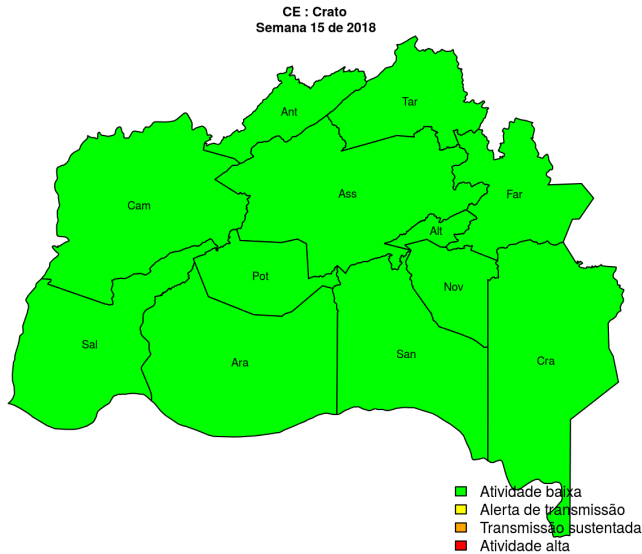 CE : Crato
Semana 15 de 2018
Tar
Ant
Ass
Far
Cam
Alt
Pot
Nov
Sal
San
Cra
Ara
Atividade baixa
Alerta de transmissão
Transmissão sustentada
Atividade alta